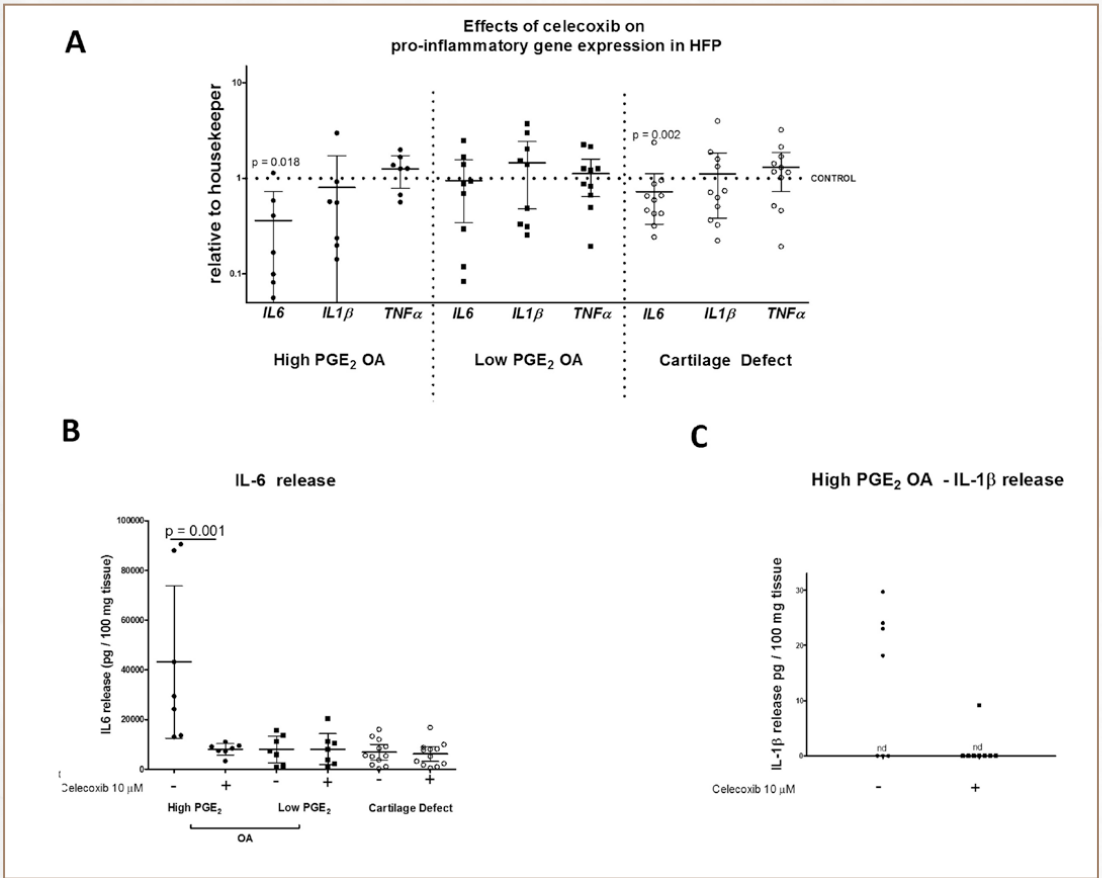 A
Effects of celecoxib on
pro-inflammatory gene expression in HFP
relative to housekeeper
10
1
0.1
p = 0.018
p = 0.002
CONTROL
IL6 IL1β TNFα IL6 IL1β TNFα IL6 IL1β TNFα
High PGE₂ OA Low PGE₂ OA Cartilage Defect
B
IL-6 release
IL6 release (pg / 100 mg tissue)
100000
80000
60000
40000
20000
0
p = 0.001
Celecoxib 10 µM - + - + - +
High PGE₂ Low PGE₂ Cartilage Defect
OA
C
High PGE₂ OA - IL-1β release
IL-1β release pg / 100 mg tissue
30
20
10
0
nd nd
Celecoxib 10 µM - +